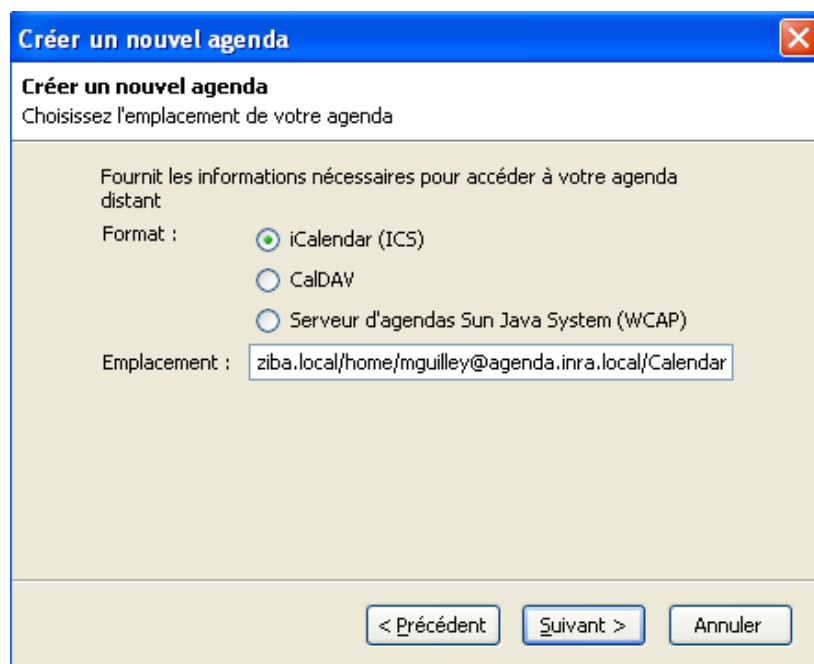 Créer un nouvel agenda
Créer un nouvel agenda
Choisissez l'emplacement de votre agenda
Fournit les informations nécessaires pour accéder à votre agenda
distant
Format :
iCalendar (ICS)
CalDAV
Serveur d'agendas Sun Java System (WCAP)
Emplacement : ziba.local/home/mguilley@agenda.inra.local/Calendar
< Précédent Suivant > Annuler